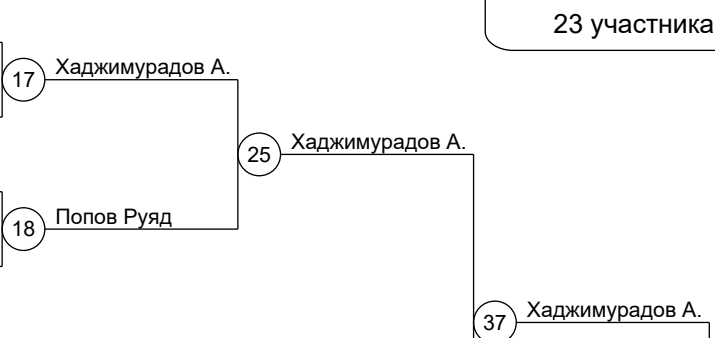 23 участника
17 Хаджимурадов А.
25 Хаджимурадов А.
18 Попов Руяд
37 Хаджимурадов А.